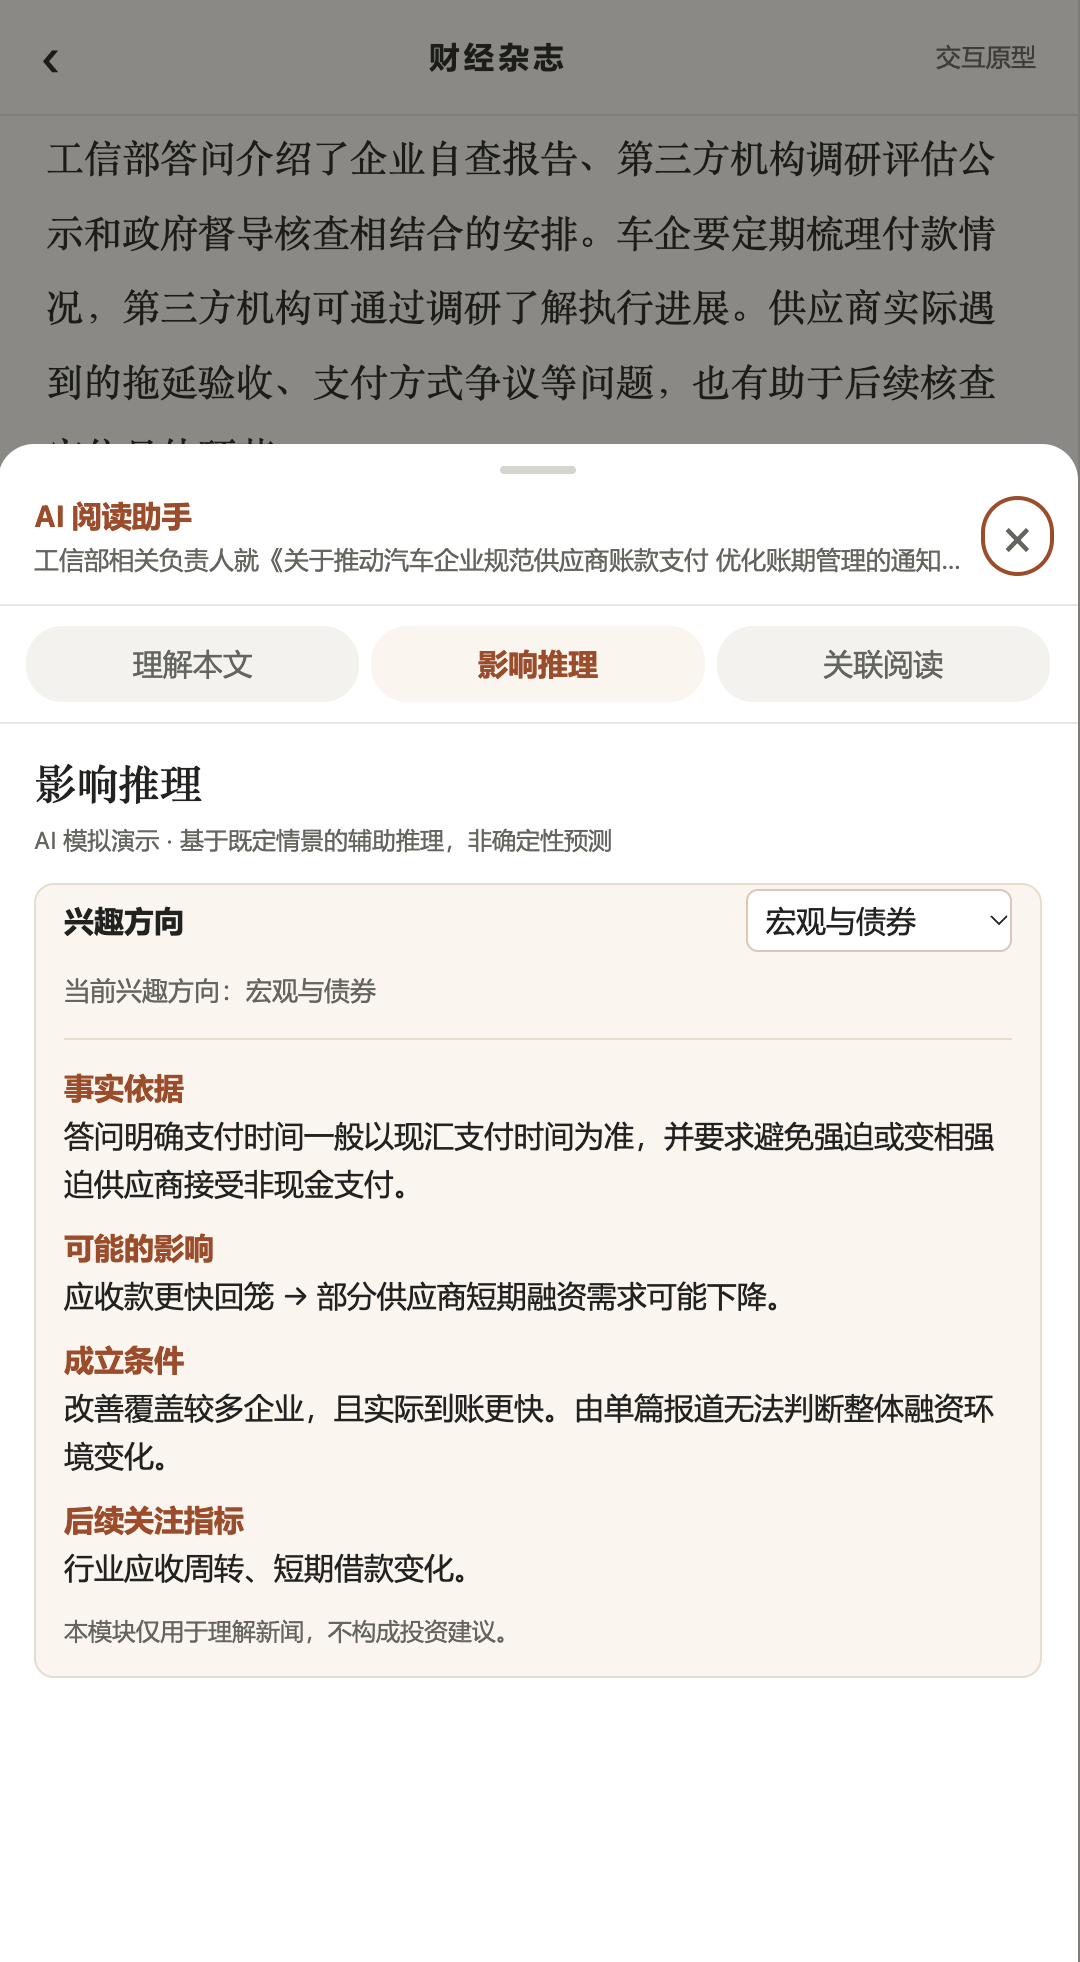 财经杂志
交互原型
工信部答问介绍了企业自查报告、第三方机构调研评估公
示和政府督导核查相结合的安排。车企要定期梳理付款情
况，第三方机构可通过调研了解执行进展。供应商实际遇
到的拖延验收、支付方式争议等问题，也有助于后续核查
AI 阅读助手
工信部相关负责人就《关于推动汽车企业规范供应商账款支付 优化账期管理的通知...
理解本文
影响推理
关联阅读
影响推理
AI 模拟演示 · 基于既定情景的辅助推理，非确定性预测
兴趣方向
宏观与债券
当前兴趣方向：宏观与债券
事实依据
答问明确支付时间一般以现汇支付时间为准，并要求避免强迫或变相强
迫供应商接受非现金支付。
可能的影响
应收款更快回笼 → 部分供应商短期融资需求可能下降。
成立条件
改善覆盖较多企业，且实际到账更快。由单篇报道无法判断整体融资环
境变化。
后续关注指标
行业应收周转、短期借款变化。
本模块仅用于理解新闻，不构成投资建议。